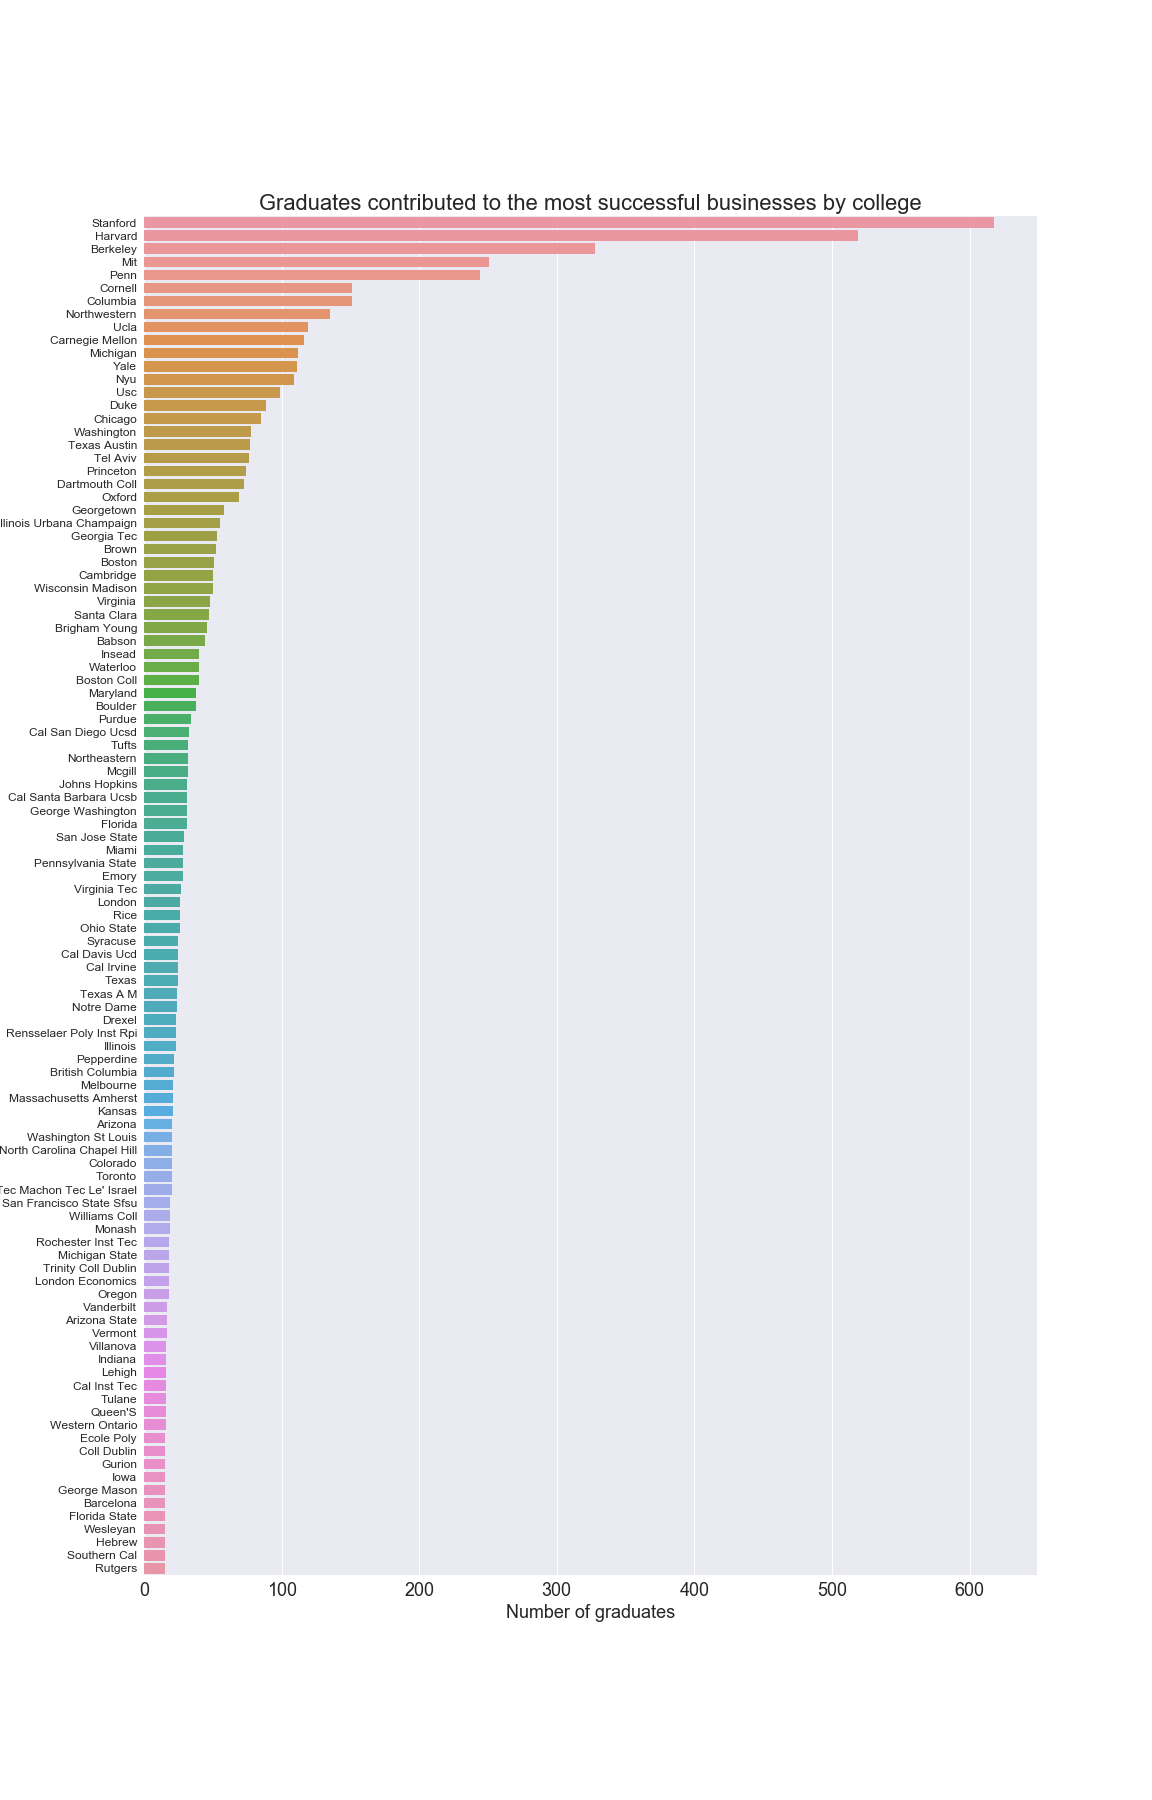 Graduates contributed to the most successful businesses by college
Stanford
Harvard
Berkeley
Mit
Penn
Cornell
Columbia
Northwestern
Ucla
Carnegie Mellon
Michigan
Yale
Nyu
Usc
Duke
Chicago
Washington
Texas Austin
Tel Aviv
Princeton
Dartmouth Coll
Oxford
Georgetown
llinois Urbana Champaign
Georgia Tec
Brown
Boston
Cambridge
Wisconsin Madison
Virginia
Santa Clara
Brigham Young
Babson
Insead
Waterloo
Boston Coll
Maryland
Boulder
Purdue
Cal San Diego Ucsd
Tufts
Northeastern
Mcgill
Johns Hopkins
Cal Santa Barbara Ucsb
George Washington
Florida
San Jose State
Miami
Pennsylvania State
Emory
Virginia Tec
London
Rice
Ohio State
Syracuse
Cal Davis Ucd
Cal Irvine
Texas
Texas A M
Notre Dame
Drexel
Rensselaer Poly Inst Rpi
Illinois
Pepperdine
British Columbia
Melbourne
Massachusetts Amherst
Kansas
Arizona
Washington St Louis
North Carolina Chapel Hill
Colorado
Toronto
Tec Machon Tec Le' Israel
San Francisco State Sfsu
Williams Coll
Monash
Rochester Inst Tec
Michigan State
Trinity Coll Dublin
London Economics
Oregon
Vanderbilt
Arizona State
Vermont
Villanova
Indiana
Lehigh
Cal Inst Tec
Tulane
Queen'S
Western Ontario
Ecole Poly
Coll Dublin
Gurion
Iowa
George Mason
Barcelona
Florida State
Wesleyan
Hebrew
Southern Cal
Rutgers
0 100 200 300 400 500 600
Number of graduates